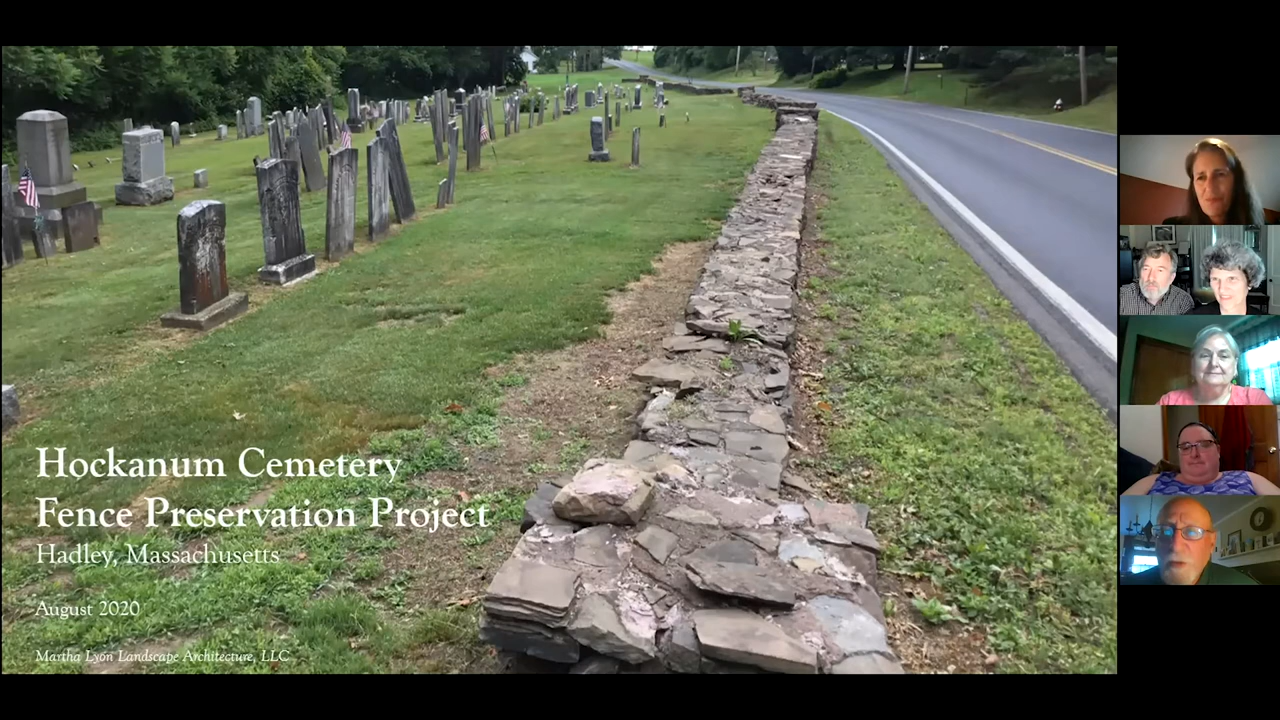 Hockanum Cemetery
Fence Preservation Project
Hadley, Massachusetts
August 2020
Martha Lyon Landscape Architecture, LLC